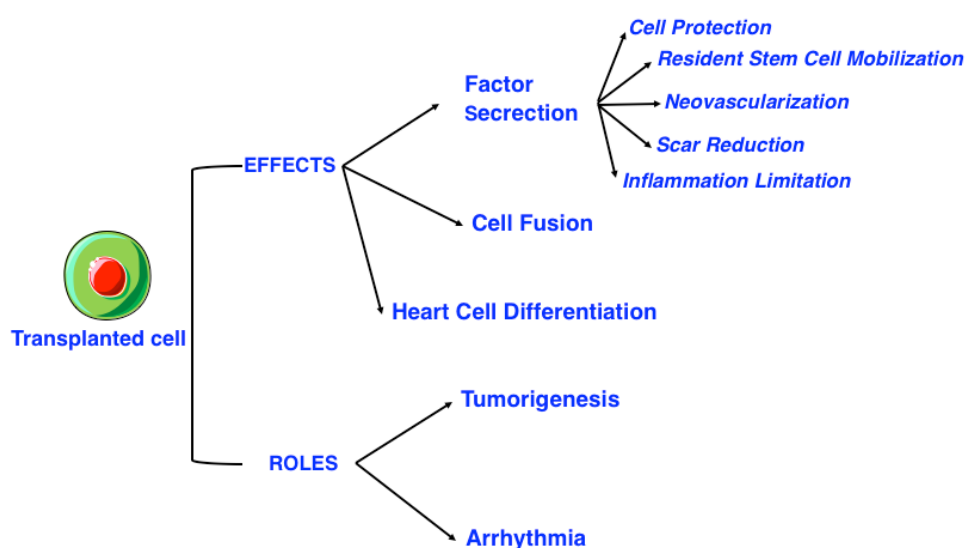 Cell Protection
Resident Stem Cell Mobilization
Factor
Secrection
Neovascularization
Scar Reduction
EFFECTS
Inflammation Limitation
Cell Fusion
Heart Cell Differentiation
Transplanted cell
Tumorigenesis
ROLES
Arrhythmia